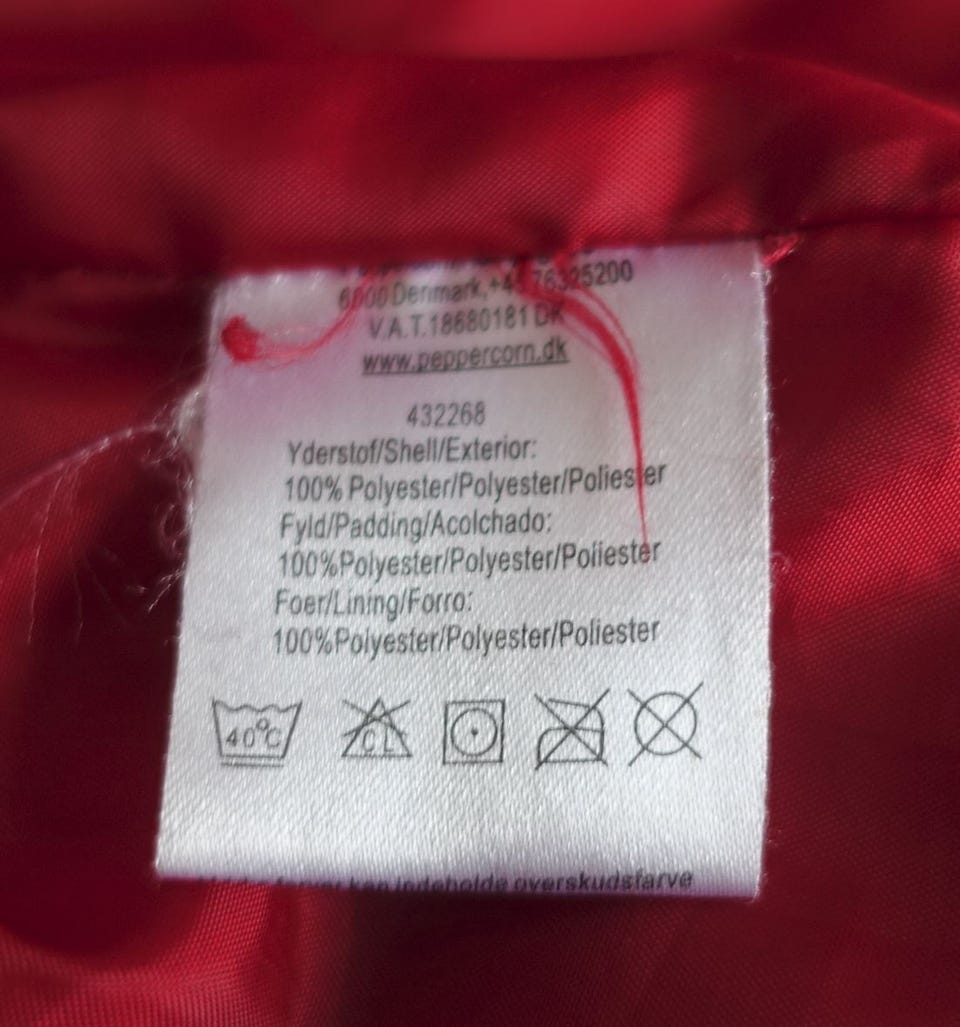 6000 Denmark,+45 76325200
V.A.T.18680181 DK
www.peppercorn.dk
432268
Yderstof/Shell/Exterior:
100% Polyester/Polyester/Poliester
Fyld/Padding/Acolchado:
100%Polyester/Polyester/Poliester
Foer/Lining/Forro:
100%Polyester/Polyester/Poliester
40°C CL
kan indeholde overskudsfarve